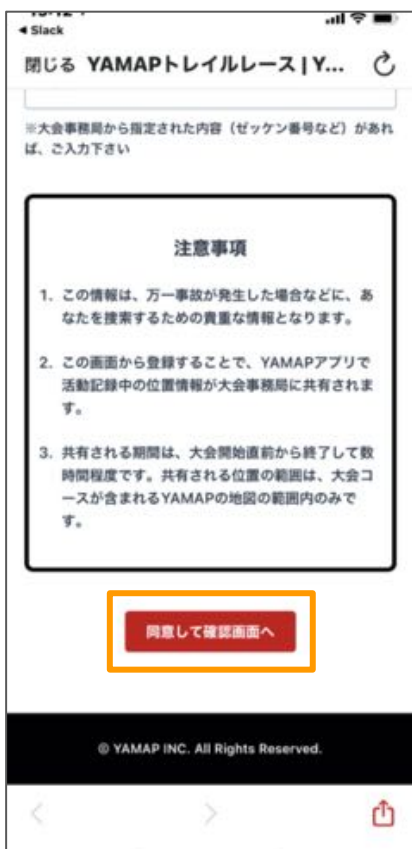 ◀ Slack
閉じる YAMAPトレイルレース | Y...
※大会事務局から指定された内容（ゼッケン番号など）があれ
ば、ご入力下さい
注意事項
1. この情報は、万一事故が発生した場合などに、あ
なたを捜索するための貴重な情報となります。
2. この画面から登録することで、YAMAPアプリで
活動記録中の位置情報が大会事務局に共有されま
す。
3. 共有される期間は、大会開始直前から終了して数
時間程度です。共有される位置の範囲は、大会コ
ースが含まれるYAMAPの地図の範囲内のみで
す。
同意して確認画面へ
© YAMAP INC. All Rights Reserved.